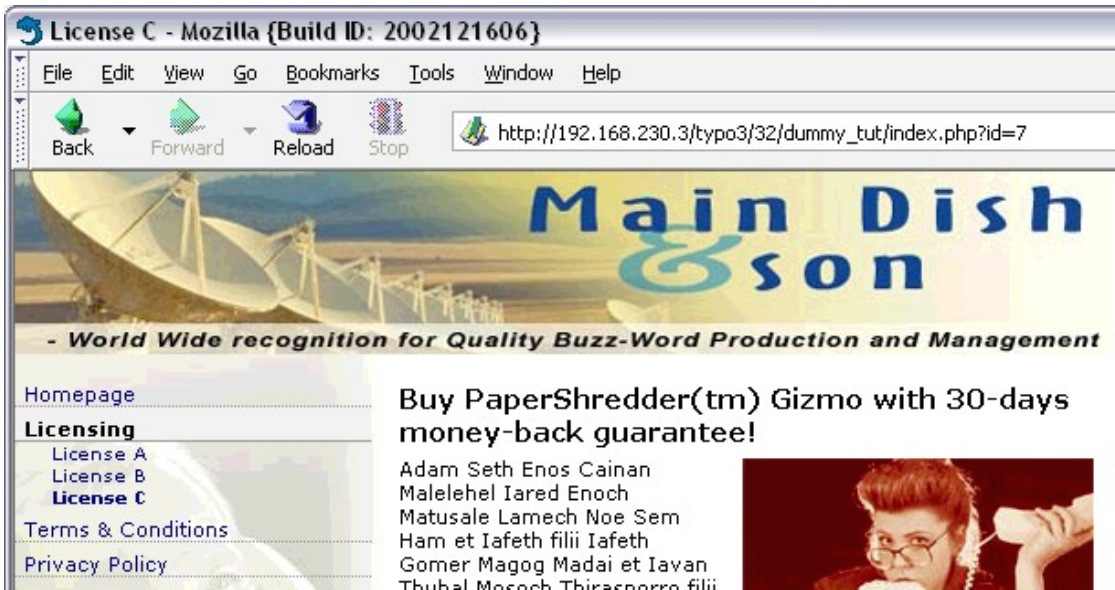 License C - Mozilla {Build ID: 2002121606}
File Edit View Go Bookmarks Tools Window Help
Back Forward Reload Stop http://192.168.230.3/typo3/32/dummy_tut/index.php?id=7
Main Dish
& son
- World Wide recognition for Quality Buzz-Word Production and Management
Homepage
Licensing
License A
License B
License C
Terms & Conditions
Privacy Policy
Buy PaperShredder(tm) Gizmo with 30-days
money-back guarantee!
Adam Seth Enos Cainan
Malelehel Iared Enoch
Matusale Lamech Noe Sem
Ham et Iafeth filii Iafeth
Gomer Magog Madai et Iavan
Thubal Mosoch Thirasporro filii